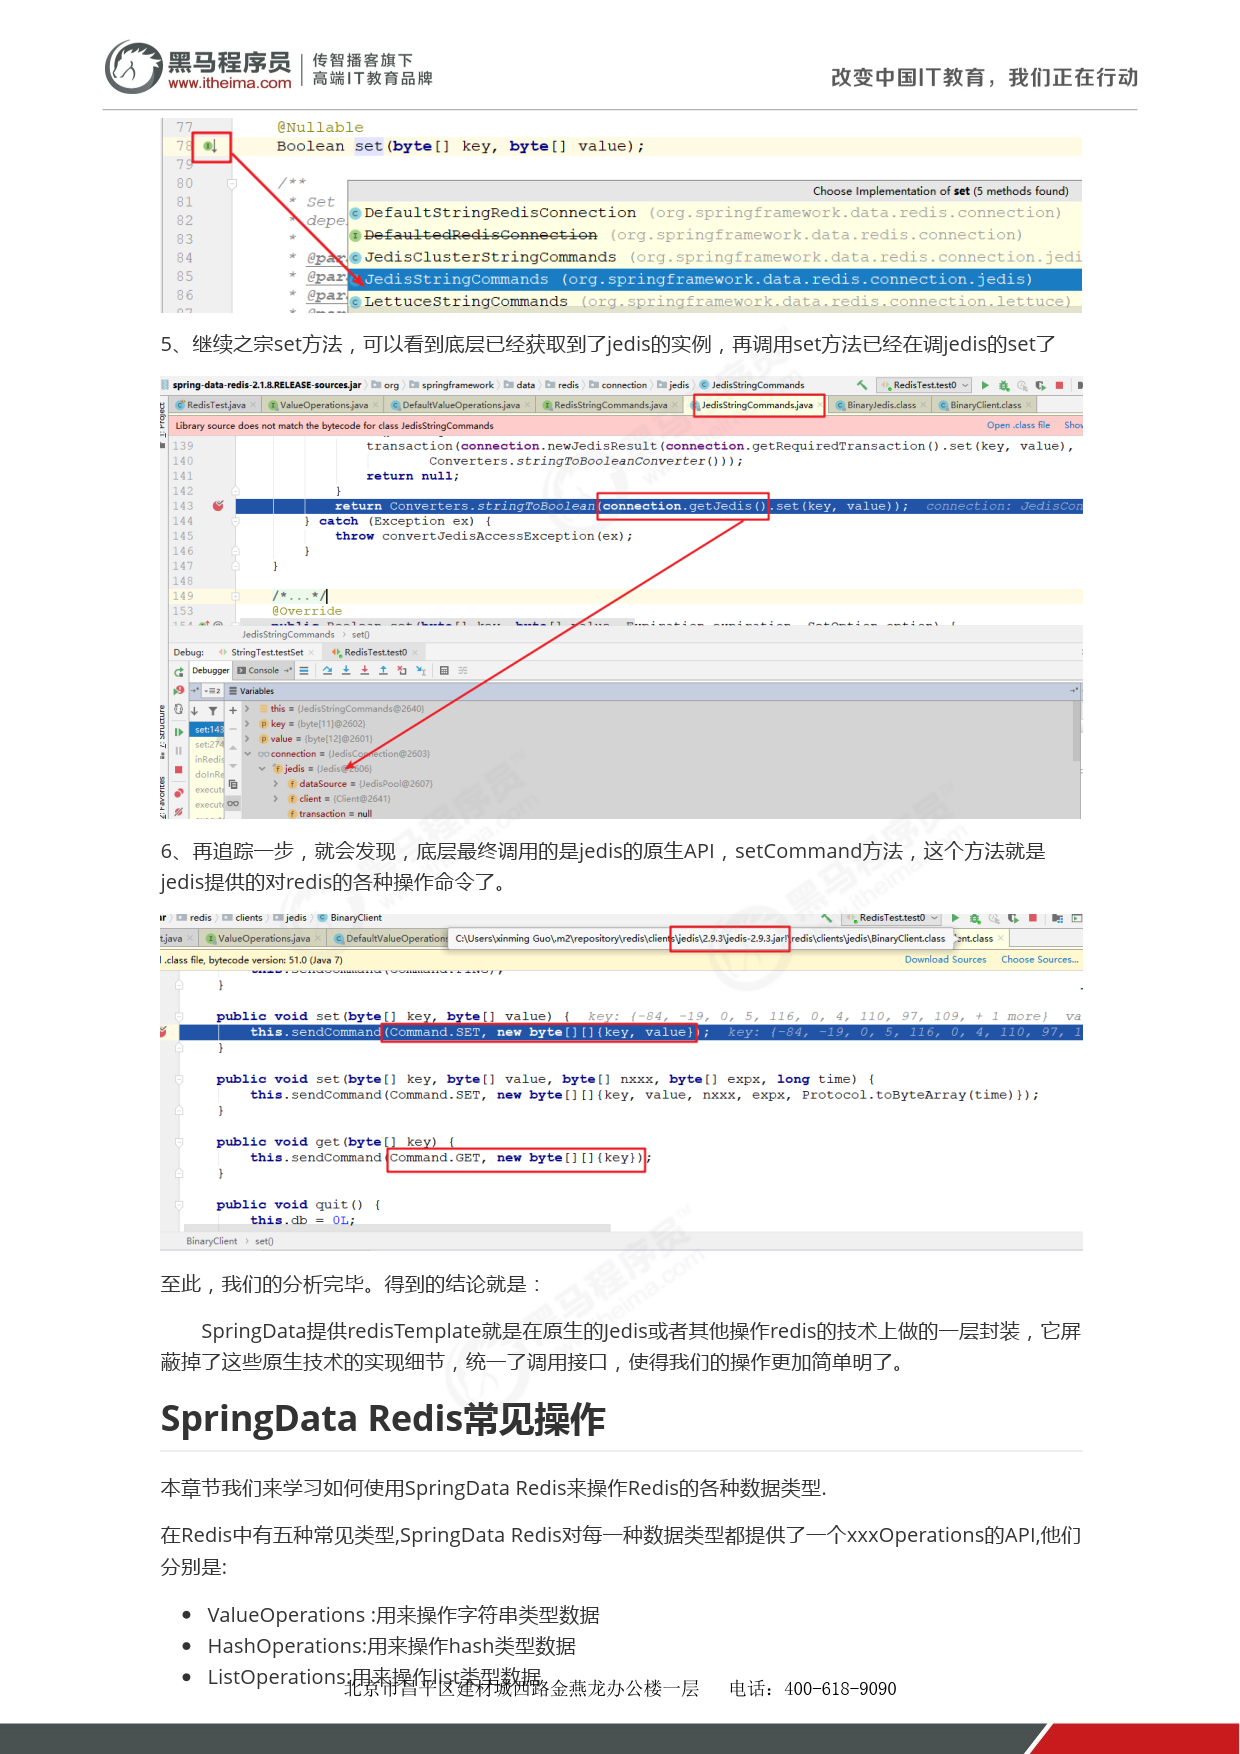 黑马程序员
www.itheima.com
传智播客旗下
高端IT教育品牌
改变中国IT教育，我们正在行动
77 @Nullable
78 Boolean set(byte[] key, byte[] value);
79
80 /**
81 * Set
82 * depe
83 *
84 * @par
85 * @par
86 * @par
Choose Implementation of set (5 methods found)
DefaultStringRedisConnection (org.springframework.data.redis.connection)
DefaultedRedisConnection (org.springframework.data.redis.connection)
JedisClusterStringCommands (org.springframework.data.redis.connection.jedi
JedisStringCommands (org.springframework.data.redis.connection.jedis)
LettuceStringCommands (org.springframework.data.redis.connection.lettuce)
5、继续之宗set方法，可以看到底层已经获取到了jedis的实例，再调用set方法已经在调jedis的set了
spring-data-redis-2.1.8.RELEASE-sources.jar org springframework data redis connection jedis JedisStringCommands RedisTest.test0
RedisTest.java ValueOperations.java DefaultValueOperations.java RedisStringCommands.java JedisStringCommands.java BinaryJedis.class BinaryClient.class
Library source does not match the bytecode for class JedisStringCommands Open .class file Show
139 transaction(connection.newJedisResult(connection.getRequiredTransaction().set(key, value),
140 Converters.stringToBooleanConverter()));
141 return null;
142 }
143 return Converters.stringToBoolean(connection.getJedis().set(key, value)); connection: JedisCon
144 } catch (Exception ex) {
145 throw convertJedisAccessException(ex);
146 }
147 }
148
149 /*...*/
153 @Override
JedisStringCommands › set()
Debug: StringTest.testSet RedisTest.test0
Debugger Console
Variables
this = {JedisStringCommands@2640}
key = {byte[11]@2602}
value = {byte[12]@2601}
connection = {JedisConnection@2603}
jedis = {Jedis@2606}
dataSource = {JedisPool@2607}
client = {Client@2641}
transaction = null
set:143
set:274
inRedis
doInRe
execute
execute
6、再追踪一步，就会发现，底层最终调用的是jedis的原生API，setCommand方法，这个方法就是
jedis提供的对redis的各种操作命令了。
ar redis clients jedis BinaryClient RedisTest.test0
t.java ValueOperations.java DefaultValueOperations C:\Users\xinming Guo\.m2\repository\redis\clients\jedis\2.9.3\jedis-2.9.3.jar!\redis\clients\jedis\BinaryClient.class ent.class
.class file, bytecode version: 51.0 (Java 7) Download Sources Choose Sources...
}
public void set(byte[] key, byte[] value) { key: {-84, -19, 0, 5, 116, 0, 4, 110, 97, 109, + 1 more} va
this.sendCommand(Command.SET, new byte[][]{key, value}); key: {-84, -19, 0, 5, 116, 0, 4, 110, 97, 1
}
public void set(byte[] key, byte[] value, byte[] nxxx, byte[] expx, long time) {
this.sendCommand(Command.SET, new byte[][]{key, value, nxxx, expx, Protocol.toByteArray(time)});
}
public void get(byte[] key) {
this.sendCommand(Command.GET, new byte[][]{key});
}
public void quit() {
this.db = 0L;
BinaryClient › set()
至此，我们的分析完毕。得到的结论就是：
SpringData提供redisTemplate就是在原生的Jedis或者其他操作redis的技术上做的一层封装，它屏
蔽掉了这些原生技术的实现细节，统一了调用接口，使得我们的操作更加简单明了。
SpringData Redis常见操作
本章节我们来学习如何使用SpringData Redis来操作Redis的各种数据类型.
在Redis中有五种常见类型,SpringData Redis对每一种数据类型都提供了一个xxxOperations的API,他们
分别是:
• ValueOperations :用来操作字符串类型数据
• HashOperations:用来操作hash类型数据
• ListOperations:用来操作list类型数据
北京市昌平区建材城西路金燕龙办公楼一层 电话：400-618-9090